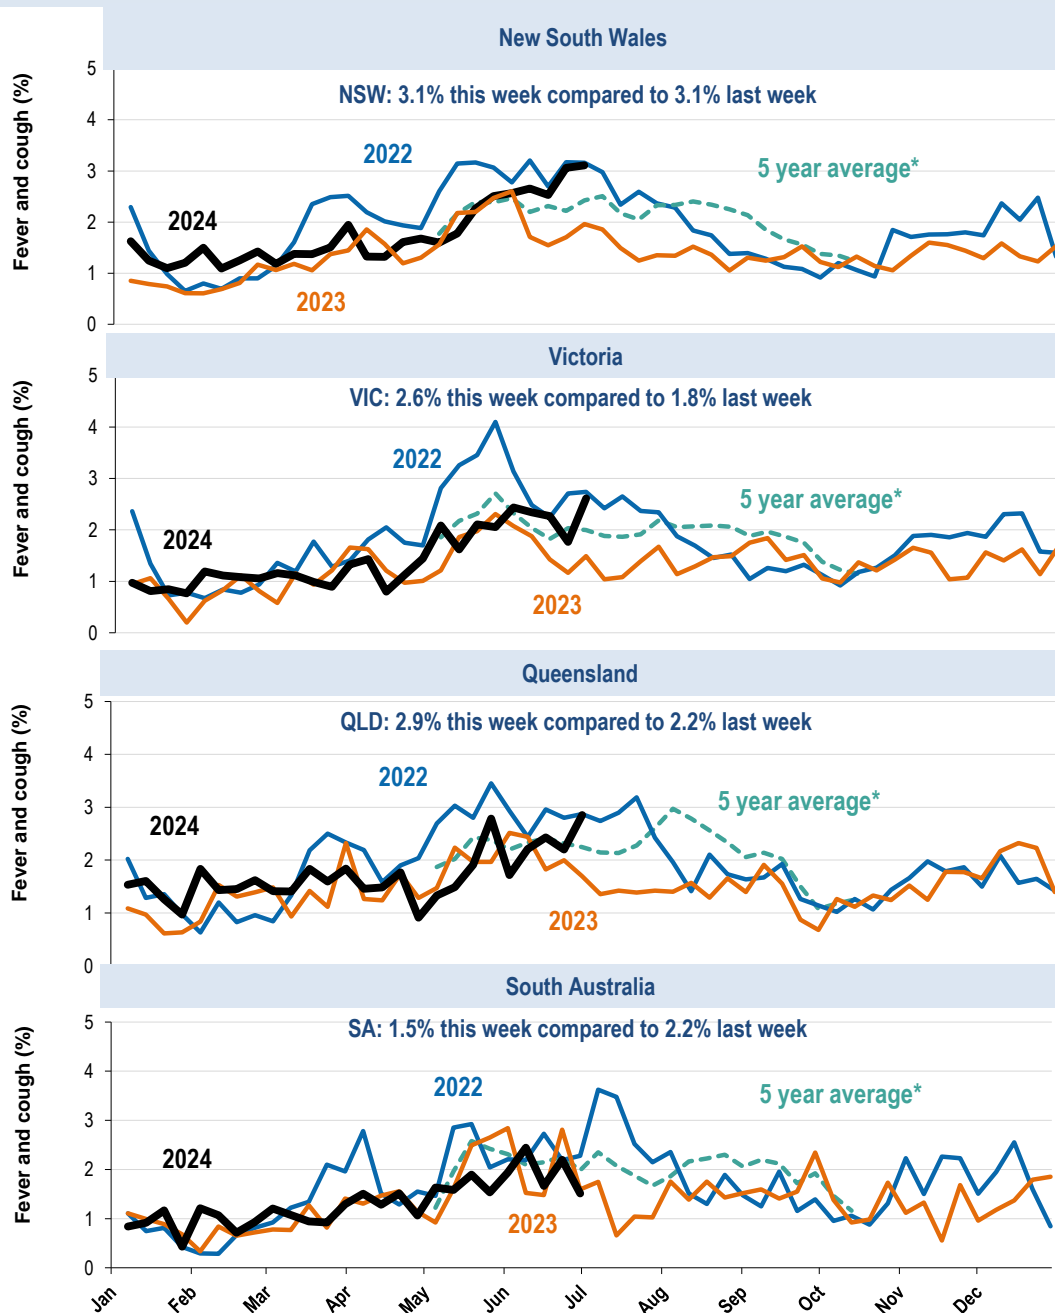 New South Wales
Fever and cough (%)
5
4
3
2
1
0
NSW: 3.1% this week compared to 3.1% last week
2022
5 year average*
2024
2023
Victoria
Fever and cough (%)
5
4
3
2
1
0
VIC: 2.6% this week compared to 1.8% last week
2022
5 year average*
2024
2023
Queensland
Fever and cough (%)
5
4
3
2
1
0
QLD: 2.9% this week compared to 2.2% last week
2022
5 year average*
2024
2023
South Australia
Fever and cough (%)
5
4
3
2
1
0
SA: 1.5% this week compared to 2.2% last week
2022
5 year average*
2024
2023
Jan
Feb
Mar
Apr
May
Jun
Jul
Aug
Sep
Oct
Nov
Dec